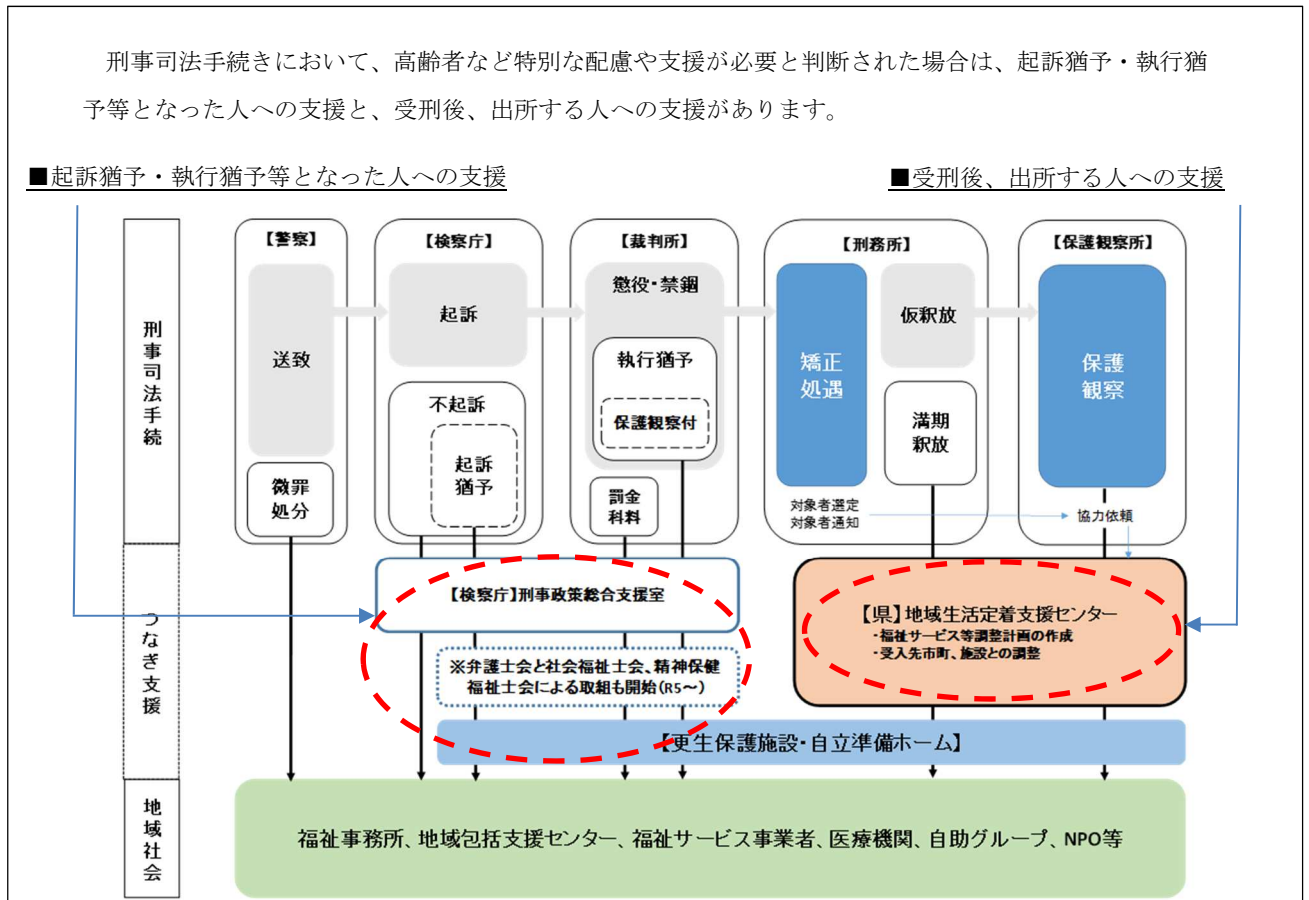 刑事司法手続きにおいて、高齢者など特別な配慮や支援が必要と判断された場合は、起訴猶予・執行猶
予等となった人への支援と、受刑後、出所する人への支援があります。
■起訴猶予・執行猶予等となった人への支援
■受刑後、出所する人への支援
刑事司法手続
【警察】
送致
微罪
処分
【検察庁】
起訴
不起訴
起訴
猶予
【裁判所】
懲役・禁錮
執行猶予
保護観察付
罰金
科料
【刑務所】
矯正
処遇
仮釈放
満期
釈放
対象者選定
対象者通知
【保護観察所】
保護
観察
協力依頼
つなぎ支援
【検察庁】刑事政策総合支援室
※弁護士会と社会福祉士会、精神保健
福祉士会による取組も開始(R5～)
【県】地域生活定着支援センター
・福祉サービス等調整計画の作成
・受入先市町、施設との調整
【更生保護施設・自立準備ホーム】
地域社会
福祉事務所、地域包括支援センター、福祉サービス事業者、医療機関、自助グループ、NPO等